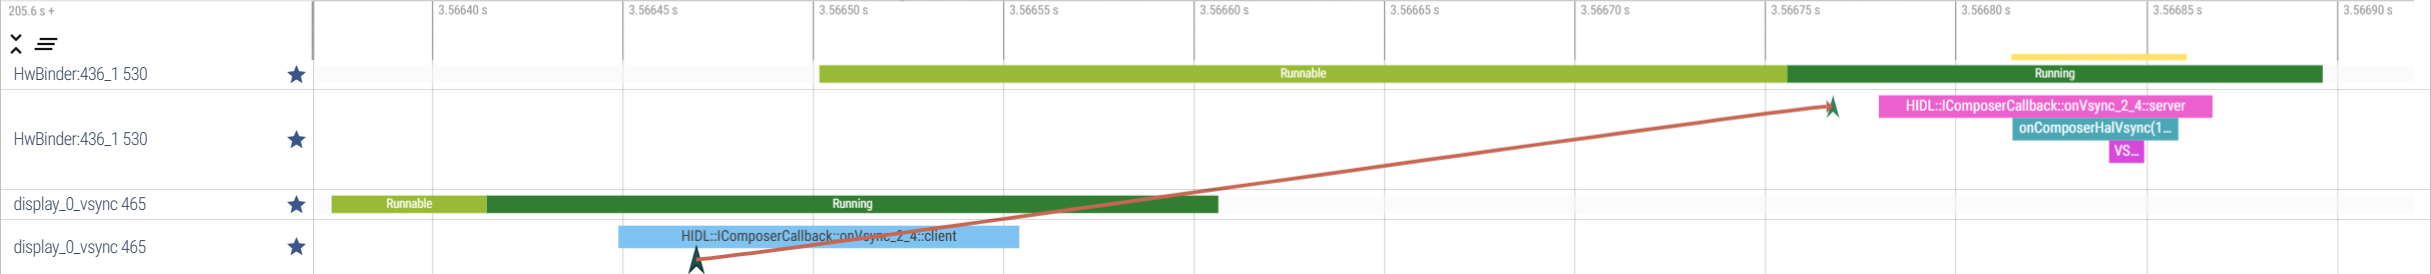 205.6 s +
3.56640 s
3.56645 s
3.56650 s
3.56655 s
3.56660 s
3.56665 s
3.56670 s
3.56675 s
3.56680 s
3.56685 s
3.56690 s
HwBinder:436_1 530
Runnable
Running
HwBinder:436_1 530
HIDL::IComposerCallback::onVsync_2_4::server
onComposerHalVsync(1...
VS...
display_0_vsync 465
Runnable
Running
display_0_vsync 465
HIDL::IComposerCallback::onVsync_2_4::client